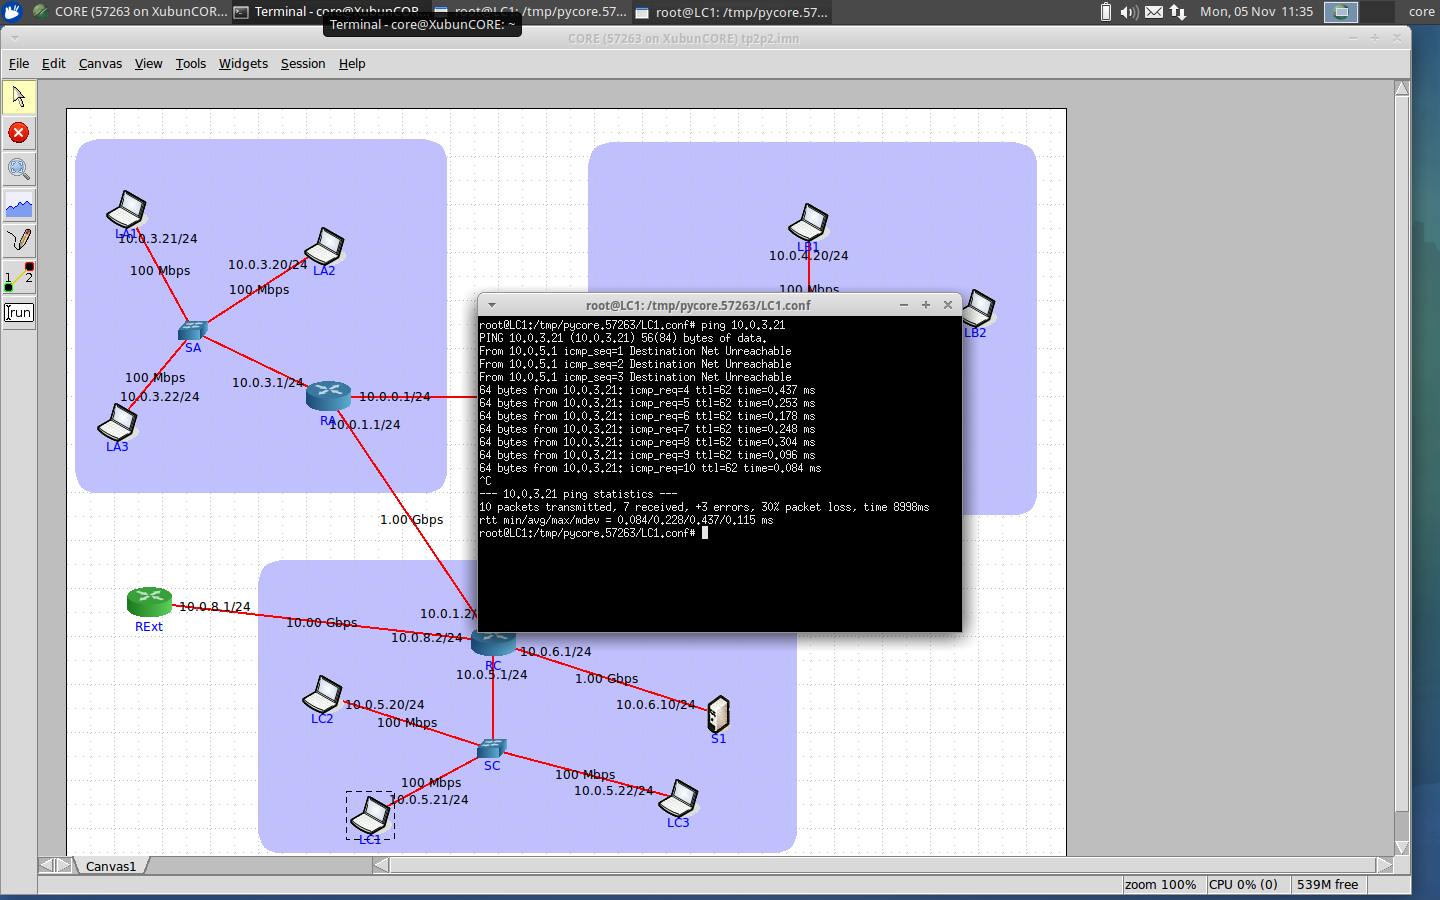 CORE (57263 on XubunCOR...
Terminal - core@XubunCOR...
root@LC1: /tmp/pycore.57...
root@LC1: /tmp/pycore.57...
Mon, 05 Nov 11:35
core
Terminal - core@XubunCORE: ~
CORE (57263 on XubunCORE) tp2p2.imn
File Edit Canvas View Tools Widgets Session Help
LA1
10.0.3.21/24
100 Mbps
10.0.3.20/24
LA2
100 Mbps
SA
100 Mbps
10.0.3.22/24
LA3
10.0.3.1/24
RA
10.0.0.1/24
10.0.1.1/24
LB1
10.0.4.20/24
100 Mbps
LB2
1 2
run
root@LC1: /tmp/pycore.57263/LC1.conf
root@LC1:/tmp/pycore.57263/LC1.conf# ping 10.0.3.21
PING 10.0.3.21 (10.0.3.21) 56(84) bytes of data.
From 10.0.5.1 icmp_seq=1 Destination Net Unreachable
From 10.0.5.1 icmp_seq=2 Destination Net Unreachable
From 10.0.5.1 icmp_seq=3 Destination Net Unreachable
64 bytes from 10.0.3.21: icmp_req=4 ttl=62 time=0.437 ms
64 bytes from 10.0.3.21: icmp_req=5 ttl=62 time=0.253 ms
64 bytes from 10.0.3.21: icmp_req=6 ttl=62 time=0.178 ms
64 bytes from 10.0.3.21: icmp_req=7 ttl=62 time=0.248 ms
64 bytes from 10.0.3.21: icmp_req=8 ttl=62 time=0.304 ms
64 bytes from 10.0.3.21: icmp_req=9 ttl=62 time=0.096 ms
64 bytes from 10.0.3.21: icmp_req=10 ttl=62 time=0.084 ms
^C
--- 10.0.3.21 ping statistics ---
10 packets transmitted, 7 received, +3 errors, 30% packet loss, time 8998ms
rtt min/avg/max/mdev = 0.084/0.228/0.437/0.115 ms
root@LC1:/tmp/pycore.57263/LC1.conf#
1.00 Gbps
10.0.8.1/24
RExt
10.00 Gbps
10.0.1.2/
10.0.8.2/24
RC
10.0.6.1/24
10.0.5.1/24
1.00 Gbps
10.0.6.10/24
S1
10.0.5.20/24
LC2
100 Mbps
SC
100 Mbps
10.0.5.21/24
LC1
100 Mbps
10.0.5.22/24
LC3
Canvas1
zoom 100%
CPU 0% (0)
539M free